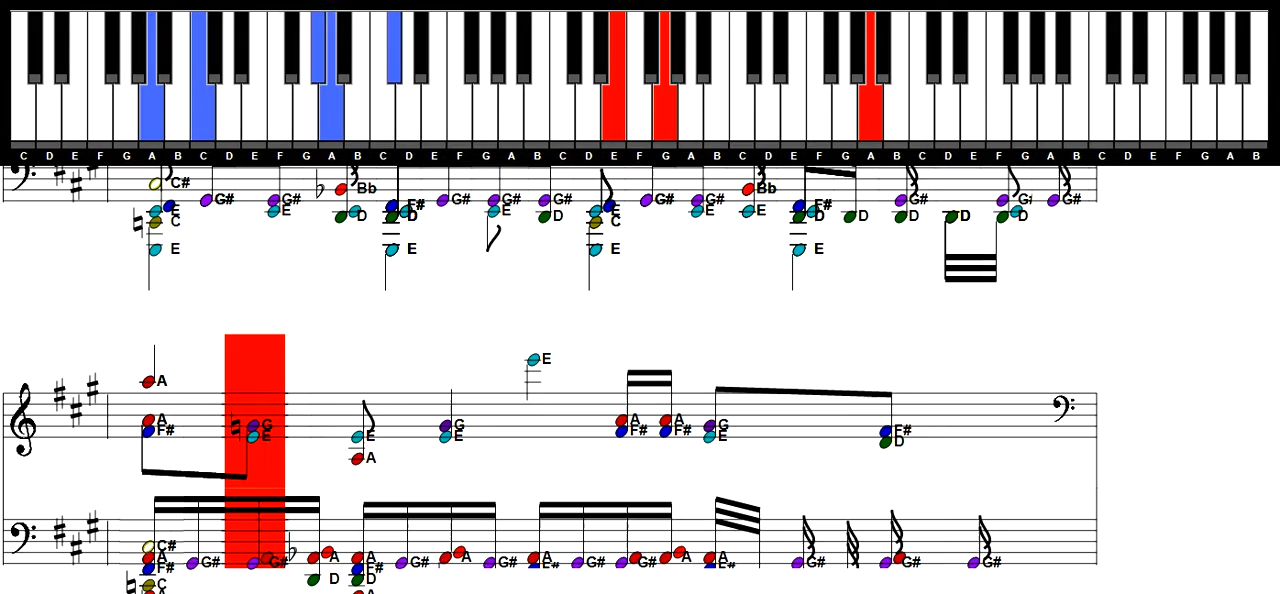 C D E F G A B C D E F G A B C D E F G A B C D E F G A B C D E F G A B C D E F G A B C D E F G A B
C# G# G# Bb F# G# G# G# E G# G# Bb F# G# G# G#
E C E D D E D C E E D D D D
E E E E
E
A
A G A A G
F# E E E F# F# E F# D
A
C#
A G# G# A A G# A A G# G# A A G# G# G#
F# D F# D
C